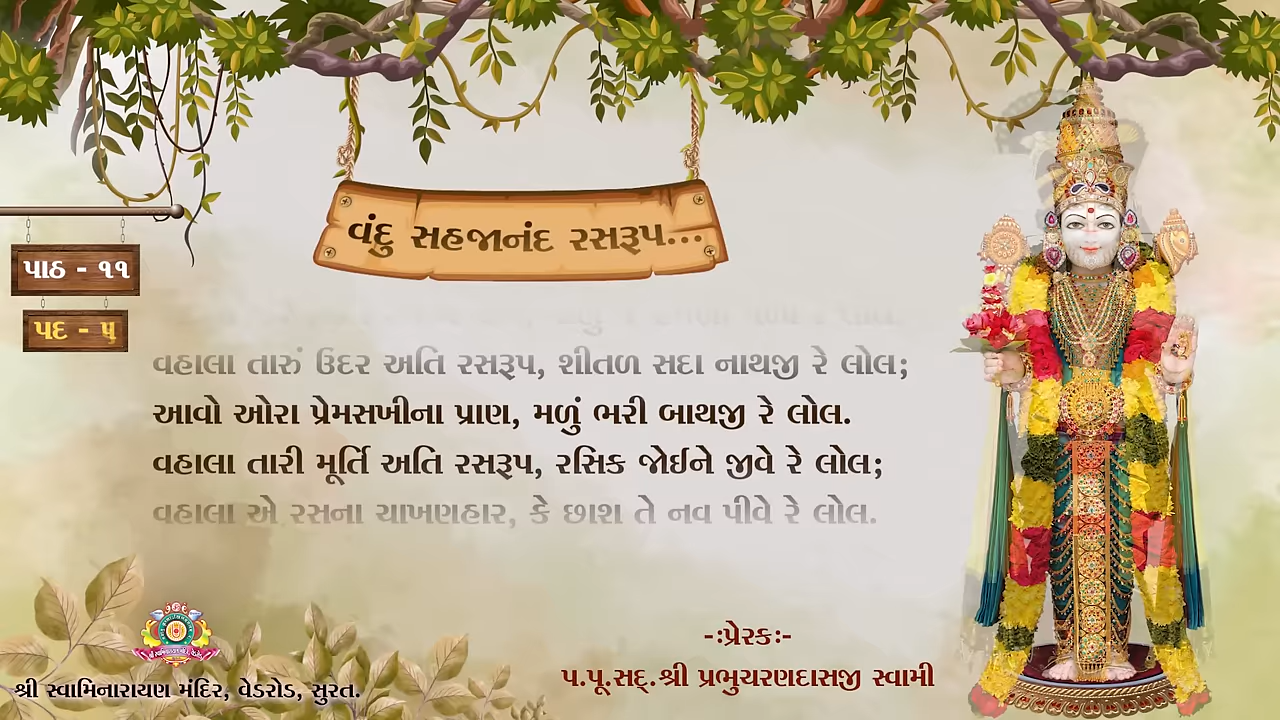 વંદુ સહજાનંદ રસરૂપ...
પાઠ - ૧૧
પદ - ૫
વહાલા તારું ઉદર અતિ રસરૂપ, શીતળ સદા નાથજી રે લોલ;
આવો ઓરા પ્રેમસખીના પ્રાણ, મળું ભરી બાથજી રે લોલ.
વહાલા તારી મૂર્તિ અતિ રસરૂપ, રસિક જોઈને જીવે રે લોલ;
વહાલા એ રસના ચાખણહાર, કે છાશ તે નવ પીવે રે લોલ.
-:પ્રેરક:-
પ.પૂ.સદ્.શ્રી પ્રભુચરણદાસજી સ્વામી
શ્રી સ્વામિનારાયણ મંદિર, વેડરોડ, સુરત.